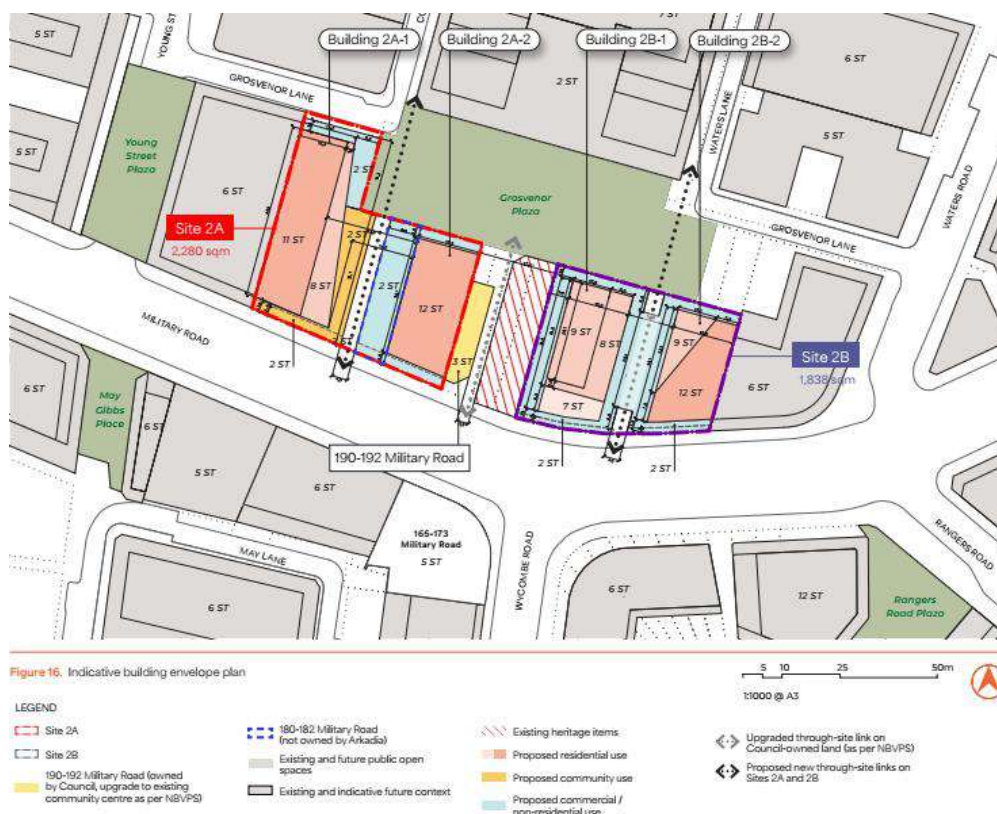 5 ST
YOUNG ST
Building 2A-1
Building 2A-2
Building 2B-1
Building 2B-2
7 ST
6 ST
GROSVENOR LANE
2 ST
WATERS LANE
5 ST
5 ST
Young
Street
Plaza
6 ST
2 ST
Grosvenor
Plaza
WATERS ROAD
Site 2A
2,280 sqm
11 ST
2 ST
GROSVENOR LANE
8 ST
2 ST
12 ST
9 ST
8 ST
9 ST
MILITARY ROAD
Site 2B
1,838 sqm
2 ST
3 ST
7 ST
12 ST
6 ST
6 ST
May
Gibbs
Place
6 ST
190-192 Military Road
2 ST
2 ST
5 ST
6 ST
165-173
Military Road
5 ST
MAY LANE
WYCOMBE ROAD
RANGERS ROAD
6 ST
6 ST
12 ST
Rangers
Road Plaza
Figure 16. Indicative building envelope plan
5 10 25 50m
1:1000 @ A3
LEGEND
Site 2A
Site 2B
190-192 Military Road (owned
by Council, upgrade to existing
community centre as per NBVPS)
180-182 Military Road
(not owned by Arkadia)
Existing and future public open
spaces
Existing and indicative future context
Existing heritage items
Proposed residential use
Proposed community use
Proposed commercial /
non-residential use
Upgraded through-site link on
Council-owned land (as per NBVPS)
Proposed new through-site links on
Sites 2A and 2B